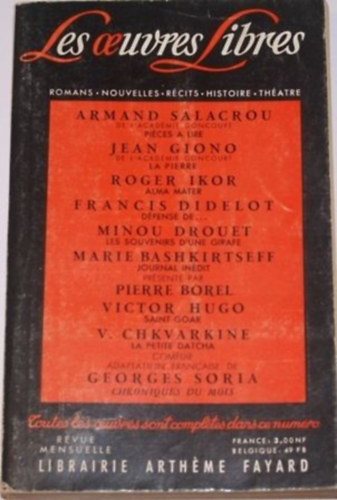 Les œuvres Libres
ROMANS • NOUVELLES • RÉCITS • HISTOIRE • THÉATRE
ARMAND SALACROU
DE L'ACADÉMIE GONCOURT
PIÈCES A LIRE
JEAN GIONO
DE L'ACADÉMIE GONCOURT
LA PIERRE
ROGER IKOR
ALMA MATER
FRANCIS DIDELOT
DÉFENSE DE...
MINOU DROUET
LES SOUVENIRS D'UNE GIRAFE
MARIE BASHKIRTSEFF
JOURNAL INÉDIT
PRÉSENTÉ PAR
PIERRE BOREL
VICTOR HUGO
SAINT GOAR
V. CHKVARKINE
LA PETITE DATCHA
COMÉDIE
ADAPTATION FRANÇAISE DE
GEORGES SORIA
CHRONIQUES DU MOIS
Toutes les œuvres sont complètes dans ce numéro
REVUE MENSUELLE
FRANCE: 3,00 NF
BELGIQUE: 49 FB
LIBRAIRIE ARTHÈME FAYARD